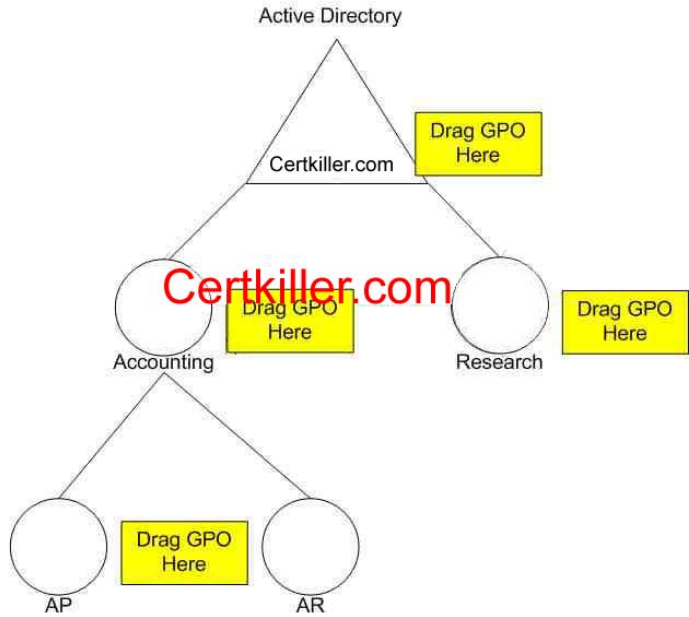 Active Directory
Drag GPO
Here
Certkiller.com
Certkiller.com
Drag GPO
Here
Drag GPO
Here
Accounting
Research
Drag GPO
Here
AP
AR